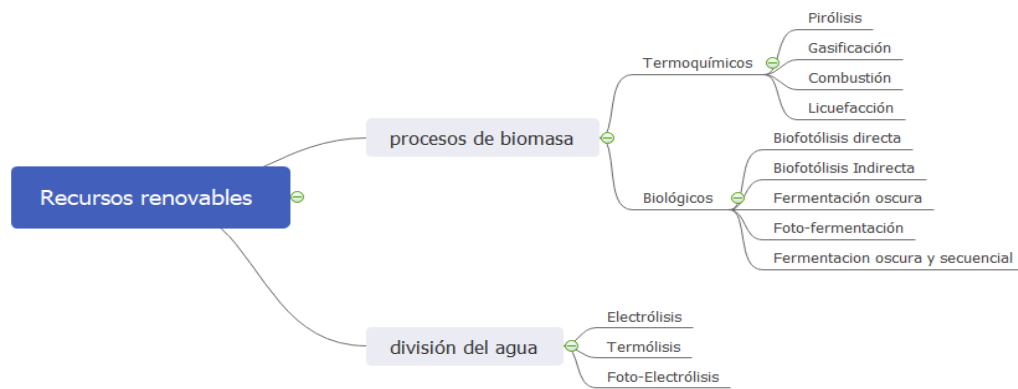 Recursos renovables
procesos de biomasa
Termoquímicos
Pirólisis
Gasificación
Combustión
Licuefacción
Biológicos
Biofotólisis directa
Biofotólisis Indirecta
Fermentación oscura
Foto-fermentación
Fermentacion oscura y secuencial
división del agua
Electrólisis
Termólisis
Foto-Electrólisis